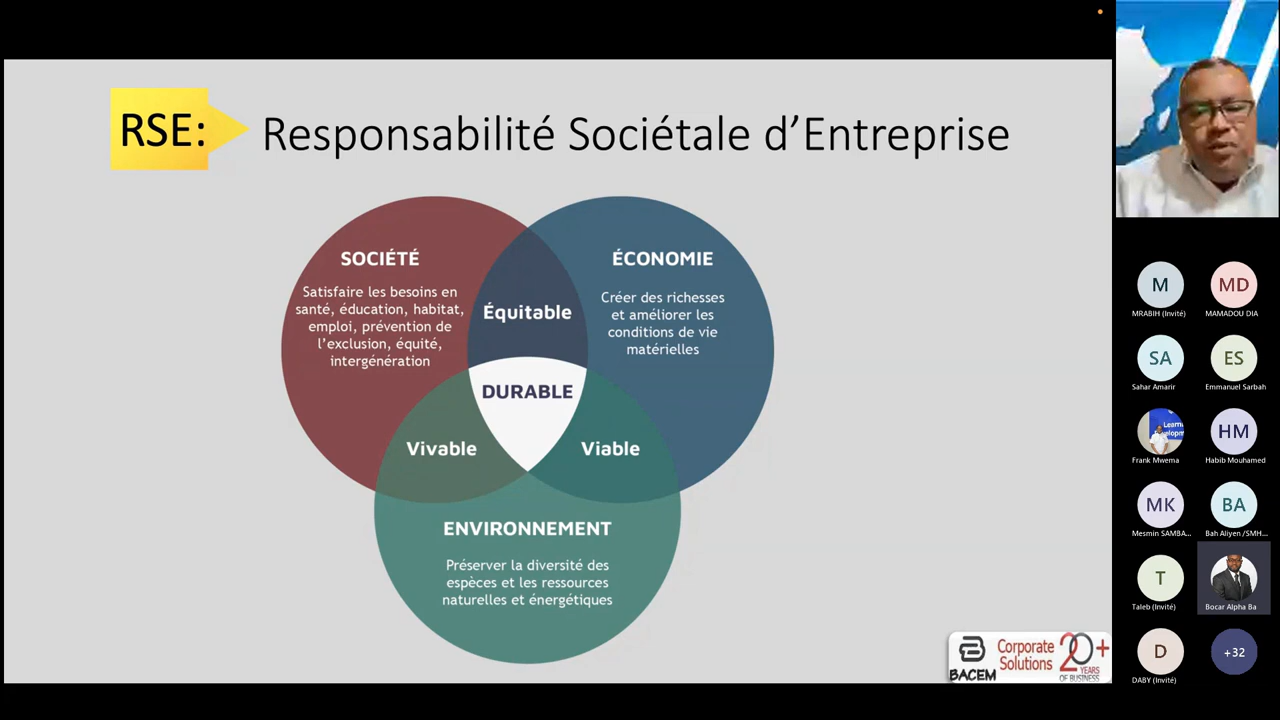 RSE:
Responsabilité Sociétale d’Entreprise
SOCIÉTÉ
Satisfaire les besoins en
santé, éducation, habitat,
emploi, prévention de
l’exclusion, équité,
intergénération
Équitable
ÉCONOMIE
Créer des richesses
et améliorer les
conditions de vie
matérielles
DURABLE
Vivable
Viable
ENVIRONNEMENT
Préserver la diversité des
espèces et les ressources
naturelles et énergétiques
BACEM
Corporate
Solutions
20+
YEARS
OF BUSINESS
M
MRABIH (Invité)
MD
MAMADOU DIA
SA
Sahar Amarir
ES
Emmanuel Sarbah
Frank Mwema
HM
Habib Mouhamed
MK
Mesmin SAMBA...
BA
Bah Aliyen /SMH...
T
Taleb (Invité)
Bocar Alpha Ba
D
DABY (Invité)
+32